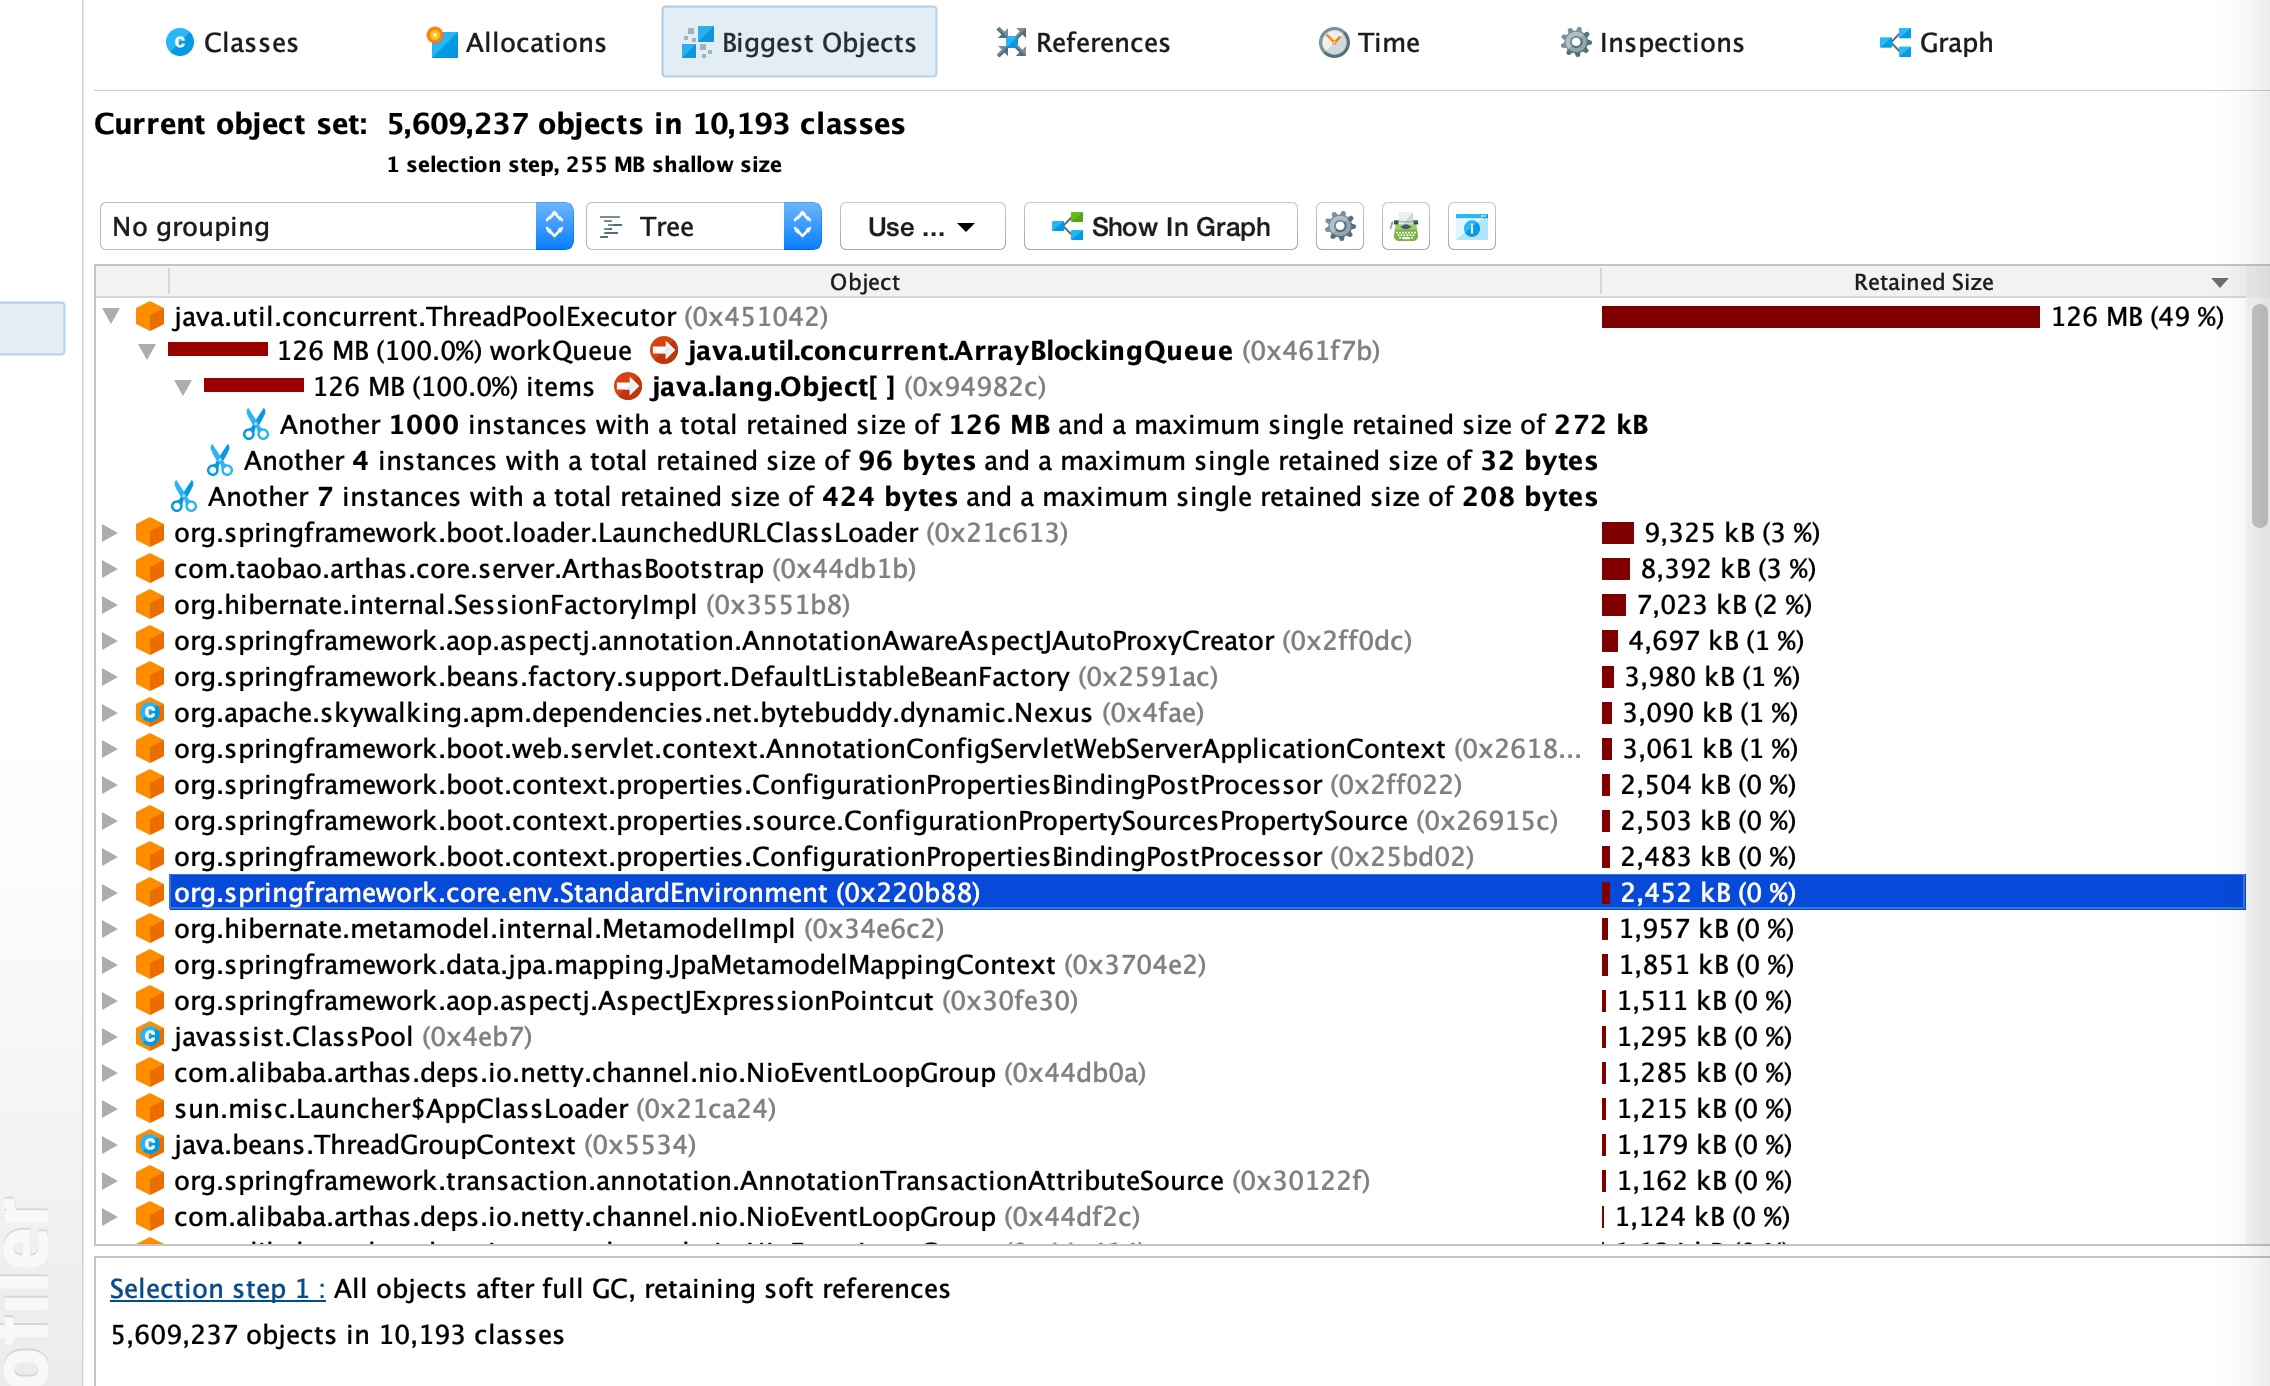 Classes Allocations Biggest Objects References Time Inspections Graph
Current object set: 5,609,237 objects in 10,193 classes
1 selection step, 255 MB shallow size
No grouping Tree Use ... Show In Graph
Object Retained Size
java.util.concurrent.ThreadPoolExecutor (0x451042) 126 MB (49 %)
126 MB (100.0%) workQueue java.util.concurrent.ArrayBlockingQueue (0x461f7b)
126 MB (100.0%) items java.lang.Object[ ] (0x94982c)
Another 1000 instances with a total retained size of 126 MB and a maximum single retained size of 272 kB
Another 4 instances with a total retained size of 96 bytes and a maximum single retained size of 32 bytes
Another 7 instances with a total retained size of 424 bytes and a maximum single retained size of 208 bytes
org.springframework.boot.loader.LaunchedURLClassLoader (0x21c613) 9,325 kB (3 %)
com.taobao.arthas.core.server.ArthasBootstrap (0x44db1b) 8,392 kB (3 %)
org.hibernate.internal.SessionFactoryImpl (0x3551b8) 7,023 kB (2 %)
org.springframework.aop.aspectj.annotation.AnnotationAwareAspectJAutoProxyCreator (0x2ff0dc) 4,697 kB (1 %)
org.springframework.beans.factory.support.DefaultListableBeanFactory (0x2591ac) 3,980 kB (1 %)
org.apache.skywalking.apm.dependencies.net.bytebuddy.dynamic.Nexus (0x4fae) 3,090 kB (1 %)
org.springframework.boot.web.servlet.context.AnnotationConfigServletWebServerApplicationContext (0x2618... 3,061 kB (1 %)
org.springframework.boot.context.properties.ConfigurationPropertiesBindingPostProcessor (0x2ff022) 2,504 kB (0 %)
org.springframework.boot.context.properties.source.ConfigurationPropertySourcesPropertySource (0x26915c) 2,503 kB (0 %)
org.springframework.boot.context.properties.ConfigurationPropertiesBindingPostProcessor (0x25bd02) 2,483 kB (0 %)
org.springframework.core.env.StandardEnvironment (0x220b88) 2,452 kB (0 %)
org.hibernate.metamodel.internal.MetamodelImpl (0x34e6c2) 1,957 kB (0 %)
org.springframework.data.jpa.mapping.JpaMetamodelMappingContext (0x3704e2) 1,851 kB (0 %)
org.springframework.aop.aspectj.AspectJExpressionPointcut (0x30fe30) 1,511 kB (0 %)
javassist.ClassPool (0x4eb7) 1,295 kB (0 %)
com.alibaba.arthas.deps.io.netty.channel.nio.NioEventLoopGroup (0x44db0a) 1,285 kB (0 %)
sun.misc.Launcher$AppClassLoader (0x21ca24) 1,215 kB (0 %)
java.beans.ThreadGroupContext (0x5534) 1,179 kB (0 %)
org.springframework.transaction.annotation.AnnotationTransactionAttributeSource (0x30122f) 1,162 kB (0 %)
com.alibaba.arthas.deps.io.netty.channel.nio.NioEventLoopGroup (0x44df2c) 1,124 kB (0 %)
Selection step 1 : All objects after full GC, retaining soft references
5,609,237 objects in 10,193 classes
ofiler